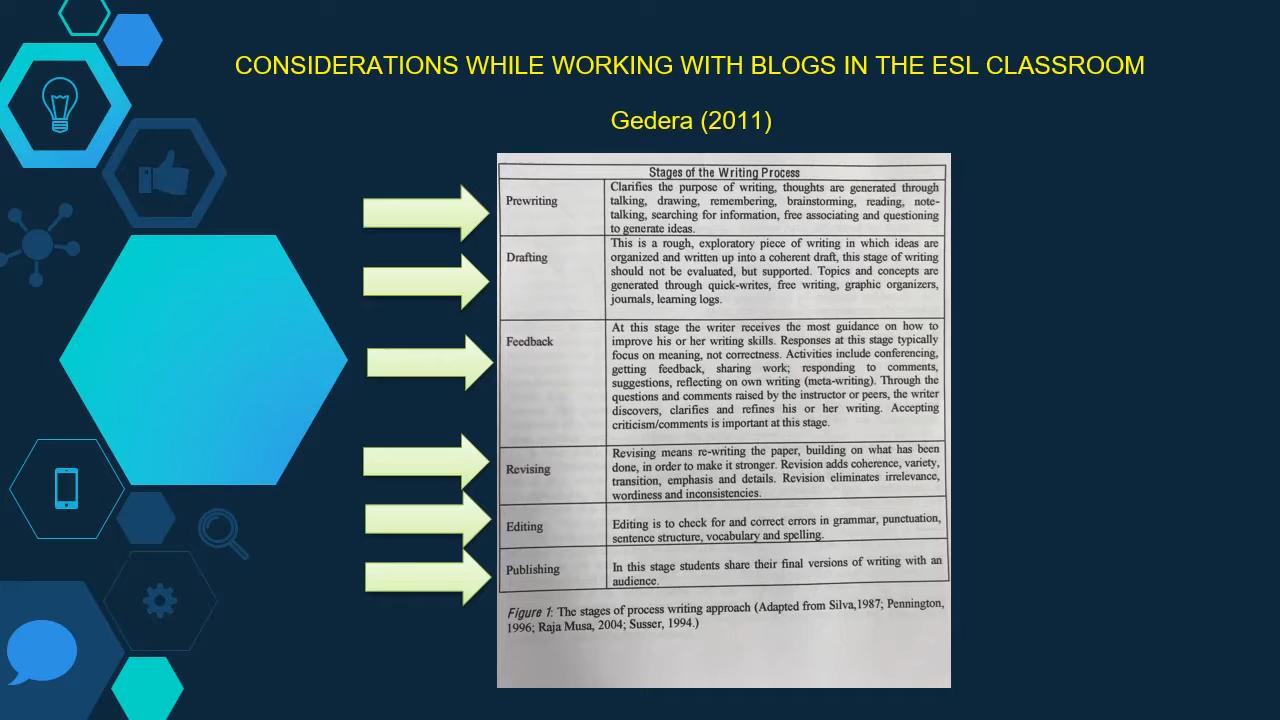 CONSIDERATIONS WHILE WORKING WITH BLOGS IN THE ESL CLASSROOM
Gedera (2011)
Stages of the Writing Process
Prewriting
Clarifies the purpose of writing, thoughts are generated through
talking, drawing, remembering, brainstorming, reading, note-
talking, searching for information, free associating and questioning
to generate ideas.
Drafting
This is a rough, exploratory piece of writing in which ideas are
organized and written up into a coherent draft, this stage of writing
should not be evaluated, but supported. Topics and concepts are
generated through quick-writes, free writing, graphic organizers,
journals, learning logs.
Feedback
At this stage the writer receives the most guidance on how to
improve his or her writing skills. Responses at this stage typically
focus on meaning, not correctness. Activities include conferencing,
getting feedback, sharing work; responding to comments,
suggestions, reflecting on own writing (meta-writing). Through the
questions and comments raised by the instructor or peers, the writer
discovers, clarifies and refines his or her writing. Accepting
criticism/comments is important at this stage.
Revising
Revising means re-writing the paper, building on what has been
done, in order to make it stronger. Revision adds coherence, variety,
transition, emphasis and details. Revision eliminates irrelevance,
wordiness and inconsistencies.
Editing
Editing is to check for and correct errors in grammar, punctuation,
sentence structure, vocabulary and spelling.
Publishing
In this stage students share their final versions of writing with an
audience.
Figure 1: The stages of process writing approach (Adapted from Silva,1987; Pennington,
1996; Raja Musa, 2004; Susser, 1994.)